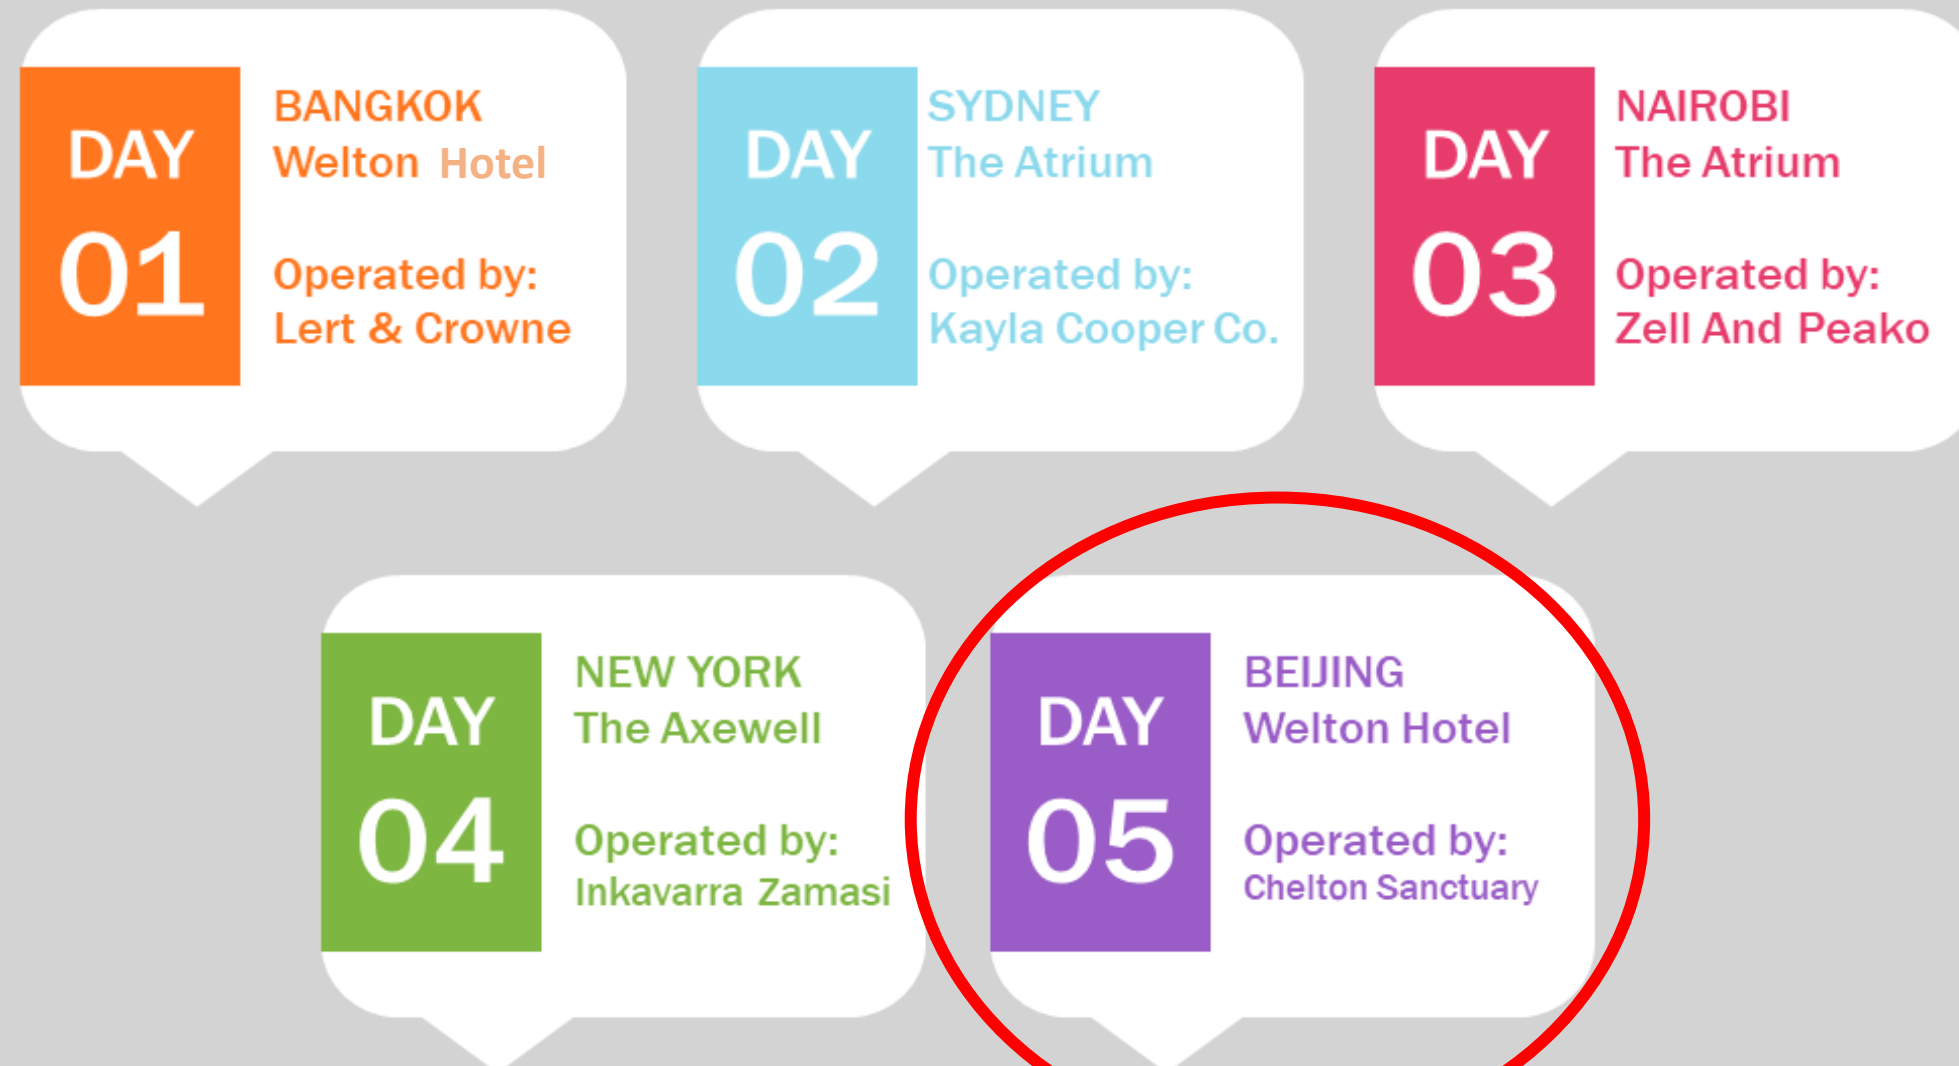 DAY
01
BANGKOK
Welton Hotel
Operated by:
Lert & Crowne
DAY
02
SYDNEY
The Atrium
Operated by:
Kayla Cooper Co.
DAY
03
NAIROBI
The Atrium
Operated by:
Zell And Peako
DAY
04
NEW YORK
The Axewell
Operated by:
Inkavarra Zamasi
DAY
05
BEIJING
Welton Hotel
Operated by:
Chelton Sanctuary